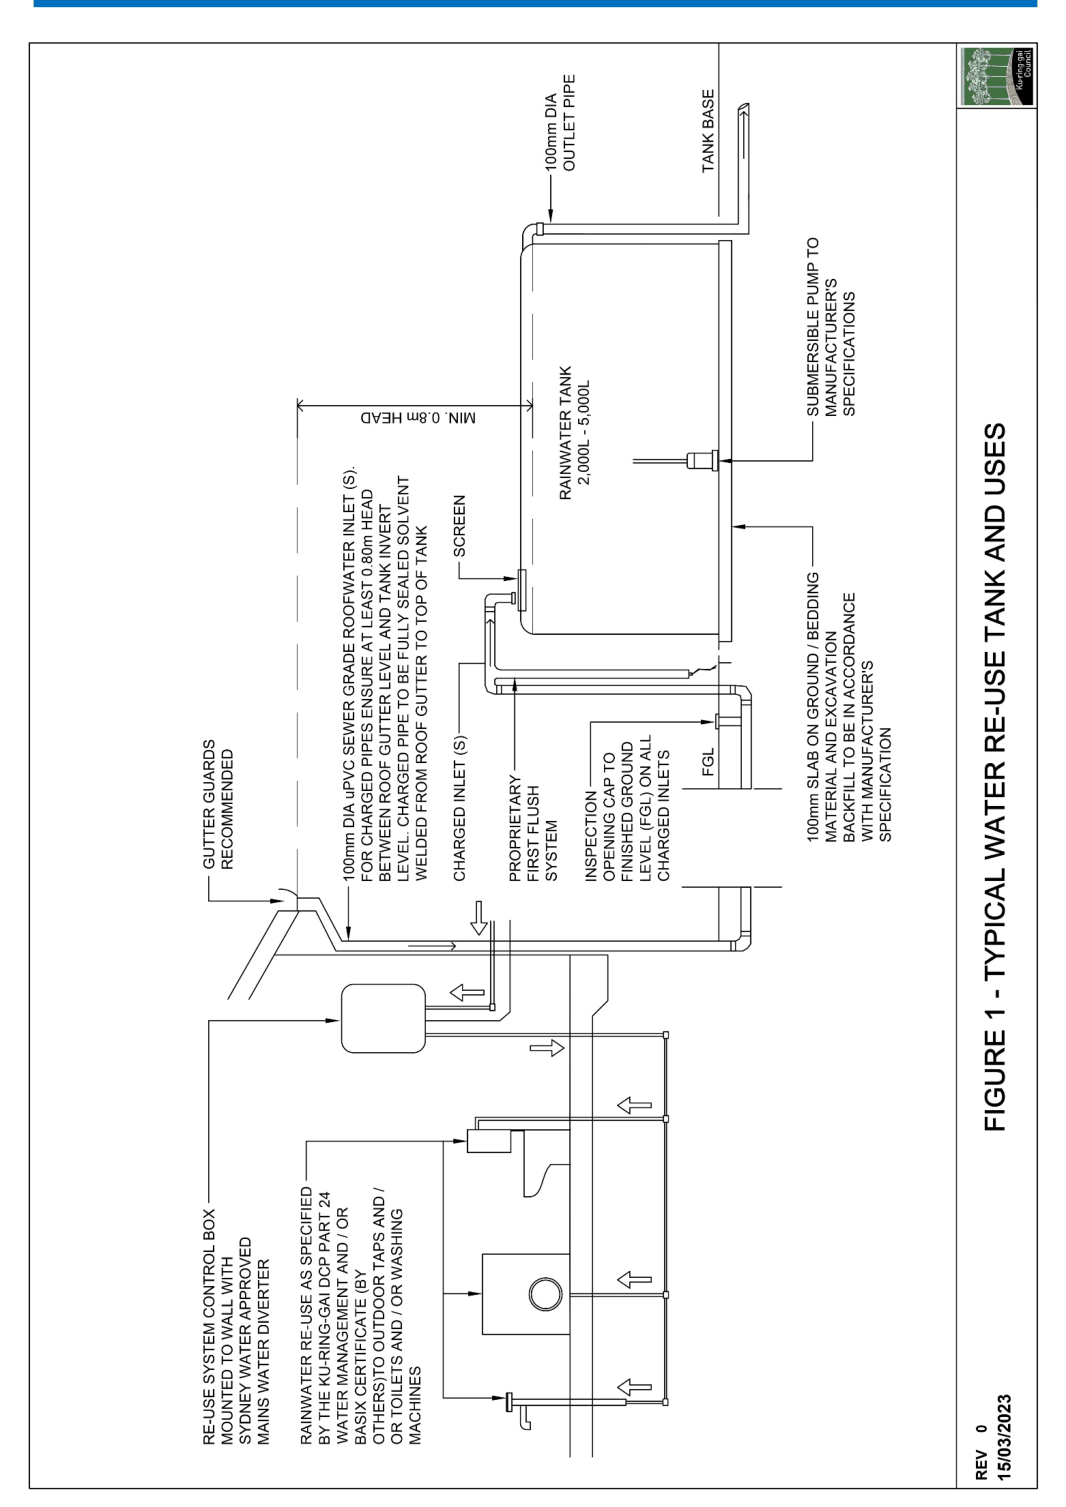 RE-USE SYSTEM CONTROL BOX
MOUNTED TO WALL WITH
SYDNEY WATER APPROVED
MAINS WATER DIVERTER
GUTTER GUARDS
RECOMMENDED
RAINWATER RE-USE AS SPECIFIED
BY THE KU-RING-GAI DCP PART 24
WATER MANAGEMENT AND / OR
BASIX CERTIFICATE (BY
OTHERS)TO OUTDOOR TAPS AND /
OR TOILETS AND / OR WASHING
MACHINES
100mm DIA uPVC SEWER GRADE ROOFWATER INLET (S).
FOR CHARGED PIPES ENSURE AT LEAST 0.80m HEAD
BETWEEN ROOF GUTTER LEVEL AND TANK INVERT
LEVEL. CHARGED PIPE TO BE FULLY SEALED SOLVENT
WELDED FROM ROOF GUTTER TO TOP OF TANK
MIN. 0.8m HEAD
CHARGED INLET (S)
SCREEN
PROPRIETARY
FIRST FLUSH
SYSTEM
100mm DIA
OUTLET PIPE
RAINWATER TANK
2,000L - 5,000L
INSPECTION
OPENING CAP TO
FINISHED GROUND
LEVEL (FGL) ON ALL
CHARGED INLETS
FGL
TANK BASE
100mm SLAB ON GROUND / BEDDING
MATERIAL AND EXCAVATION
BACKFILL TO BE IN ACCORDANCE
WITH MANUFACTURER'S
SPECIFICATION
SUBMERSIBLE PUMP TO
MANUFACTURER'S
SPECIFICATIONS
REV 0
15/03/2023
FIGURE 1 - TYPICAL WATER RE-USE TANK AND USES
Ku-ring-gai
Council